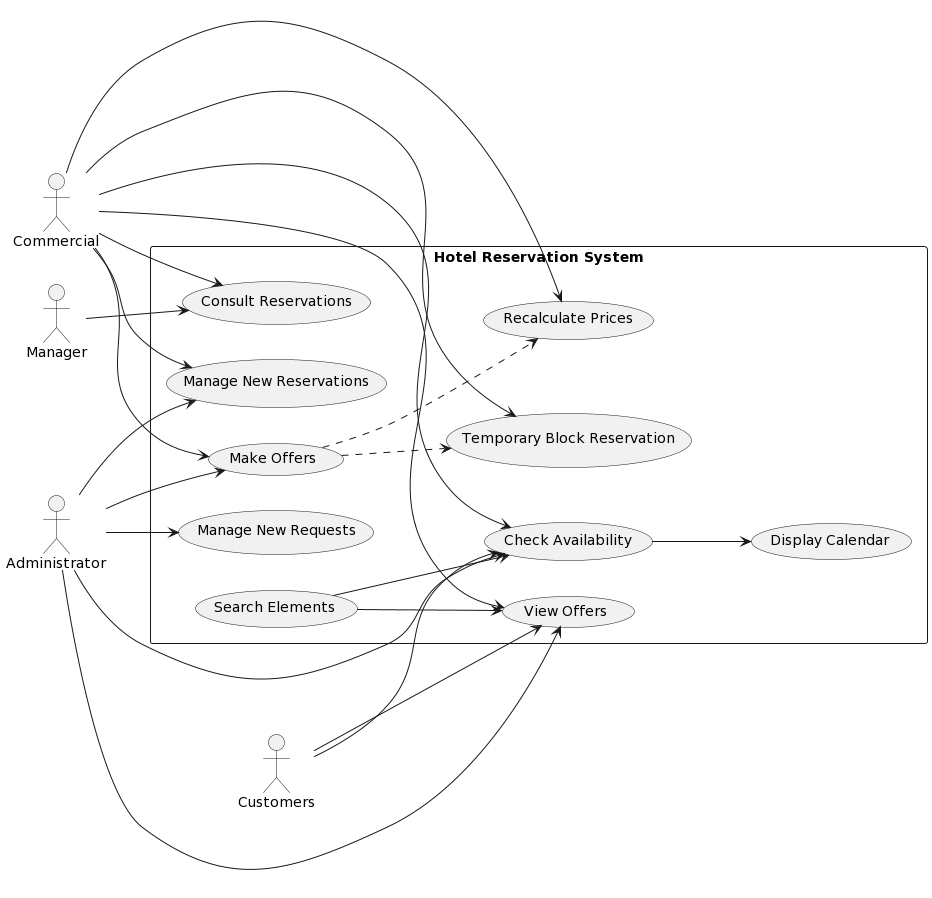 Hotel Reservation System
Commercial
Manager
Administrator
Customers
Consult Reservations
Manage New Reservations
Make Offers
Manage New Requests
Search Elements
Recalculate Prices
Temporary Block Reservation
Check Availability
View Offers
Display Calendar